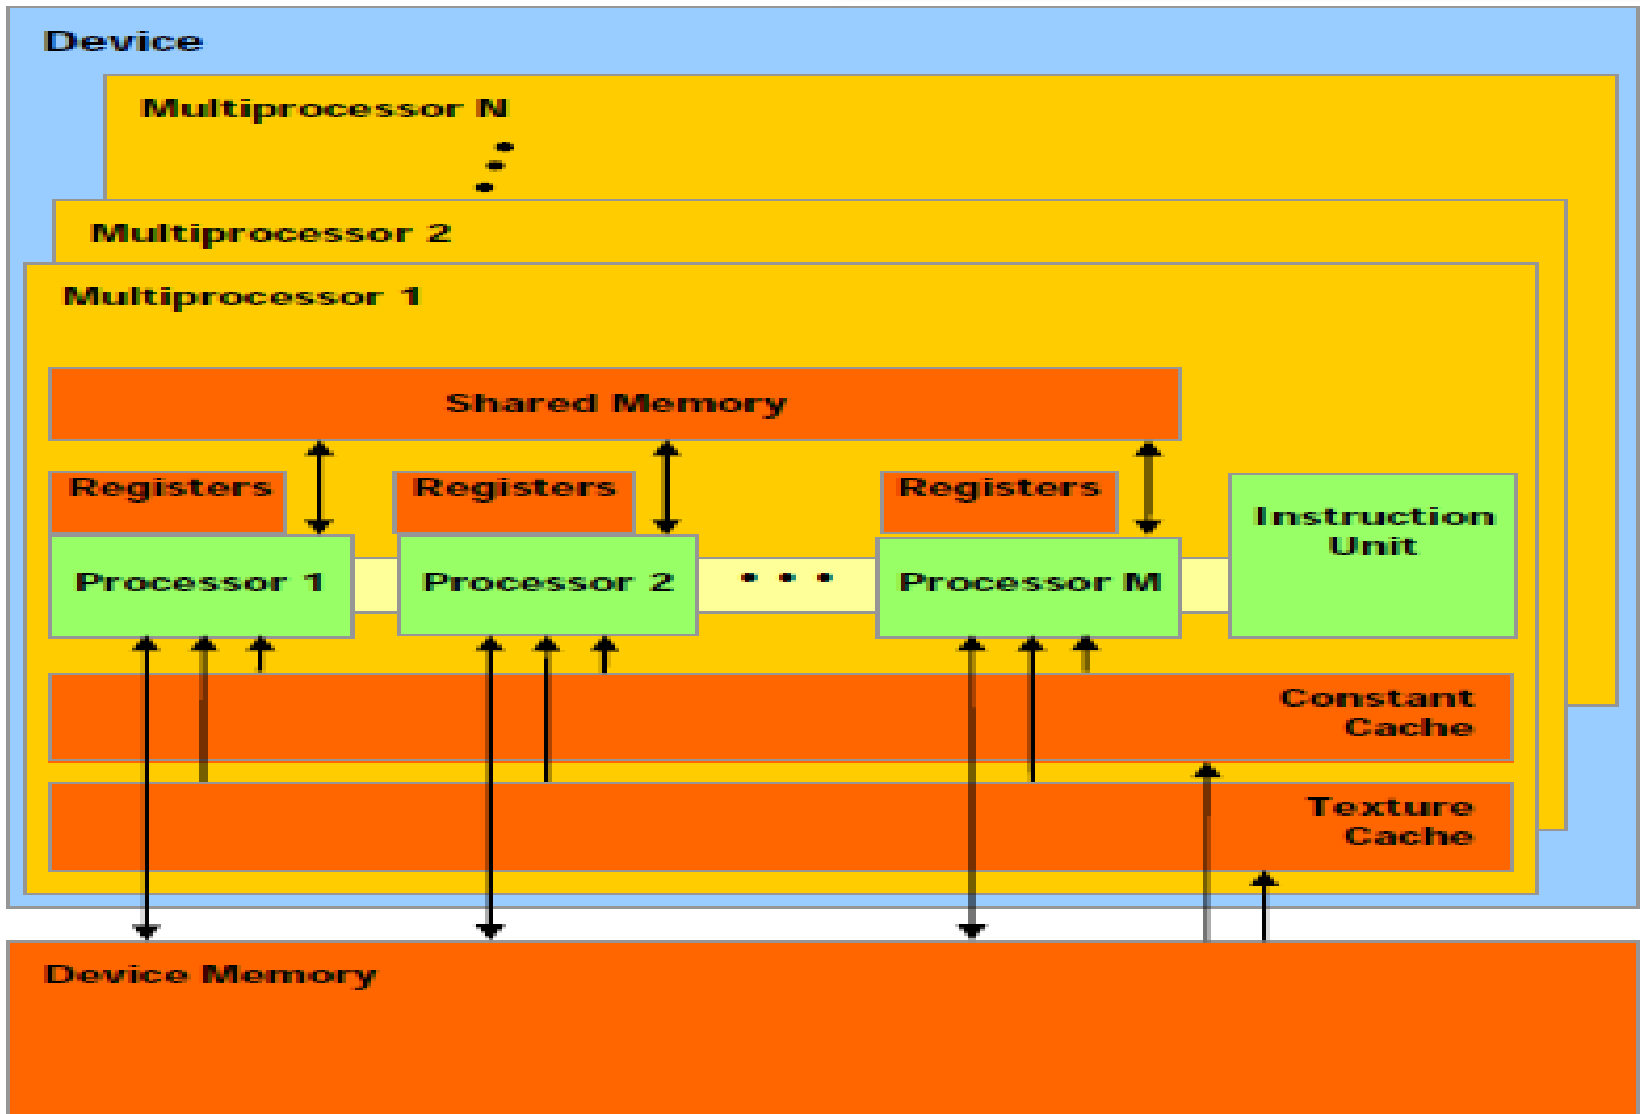 Device
Multiprocessor N
Multiprocessor 2
Multiprocessor 1
Shared Memory
Registers
Registers
Registers
Instruction
Unit
Processor 1
Processor 2
Processor M
Constant
Cache
Texture
Cache
Device Memory